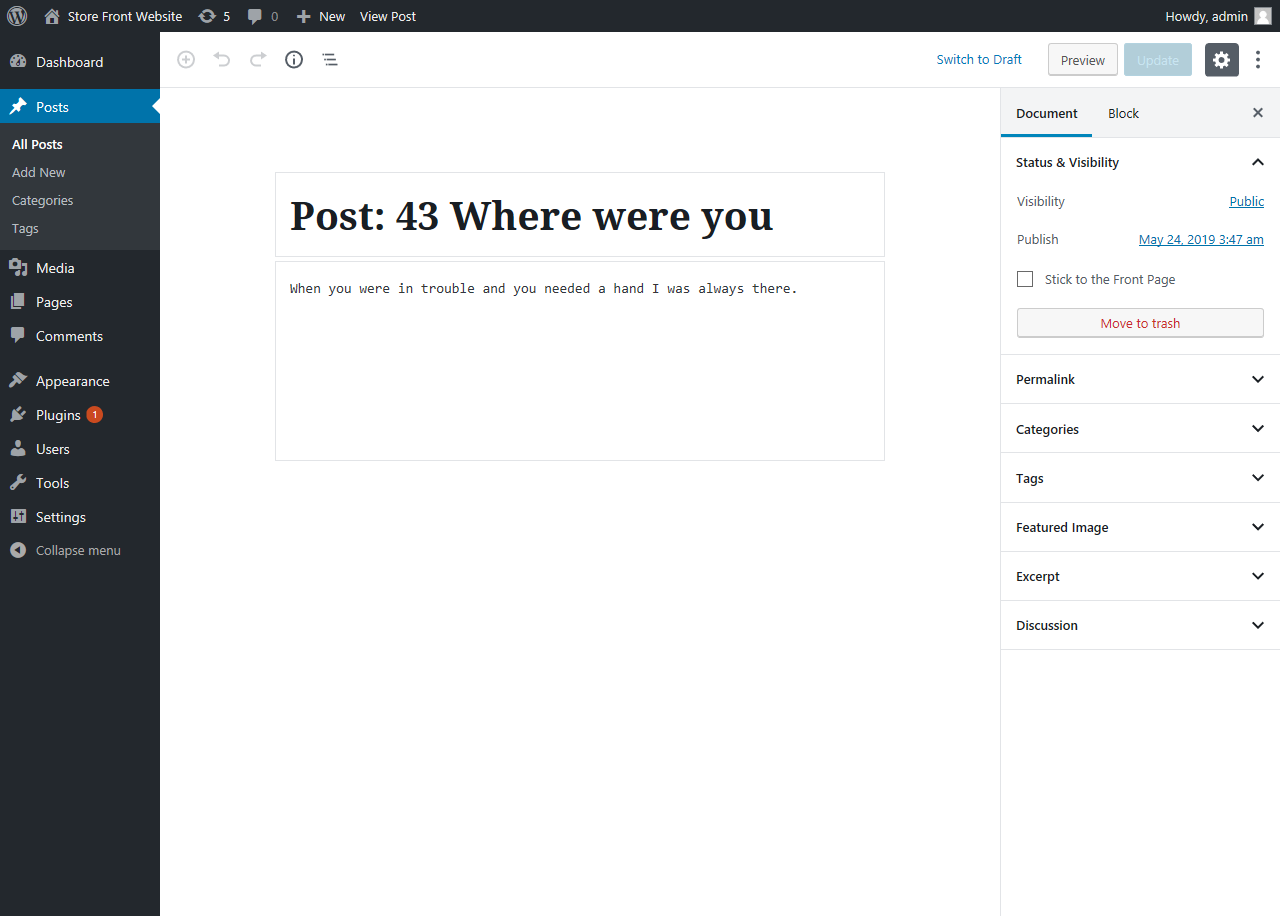 Store Front Website 5 0 New View Post Howdy, admin
Dashboard
Posts
All Posts
Add New
Categories
Tags
Media
Pages
Comments
Appearance
Plugins 1
Users
Tools
Settings
Collapse menu
Switch to Draft Preview Update
Post: 43 Where were you
When you were in trouble and you needed a hand I was always there.
Document Block
Status & Visibility
Visibility Public
Publish May 24, 2019 3:47 am
Stick to the Front Page
Move to trash
Permalink
Categories
Tags
Featured Image
Excerpt
Discussion